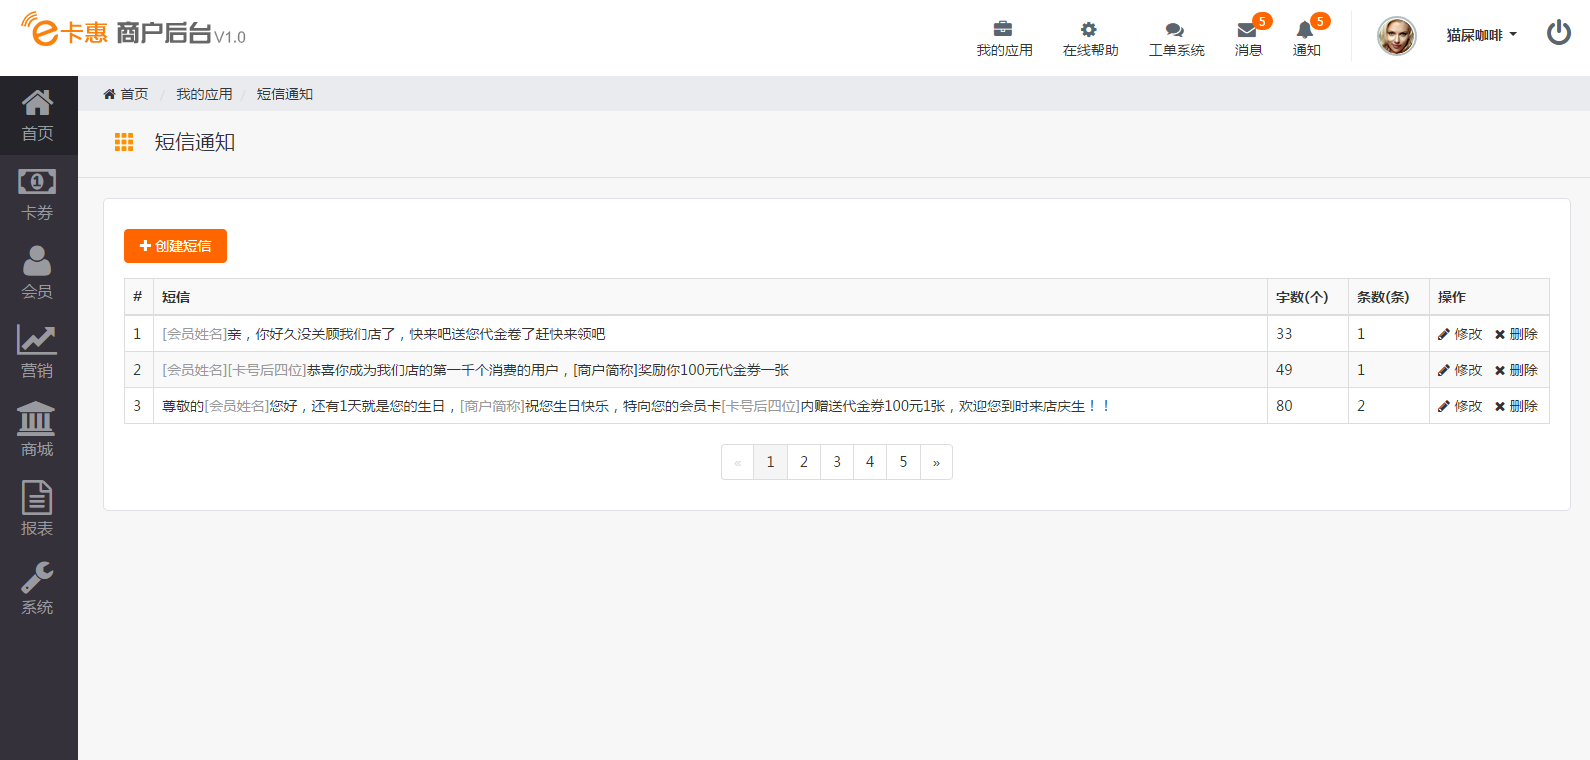 e卡惠 商户后台V1.0
我的应用 在线帮助 工单系统 消息 5 通知 5 猫屎咖啡
首页 / 我的应用 / 短信通知
首页
卡券
会员
营销
商城
报表
系统
短信通知
创建短信
# 短信 字数(个) 条数(条) 操作
1 [会员姓名]亲，你好久没关顾我们店了，快来吧送您代金卷了赶快来领吧 33 1 修改 删除
2 [会员姓名][卡号后四位]恭喜你成为我们店的第一千个消费的用户，[商户简称]奖励你100元代金券一张 49 1 修改 删除
3 尊敬的[会员姓名]您好，还有1天就是您的生日，[商户简称]祝您生日快乐，特向您的会员卡[卡号后四位]内赠送代金券100元1张，欢迎您到时来店庆生！！ 80 2 修改 删除
« 1 2 3 4 5 »